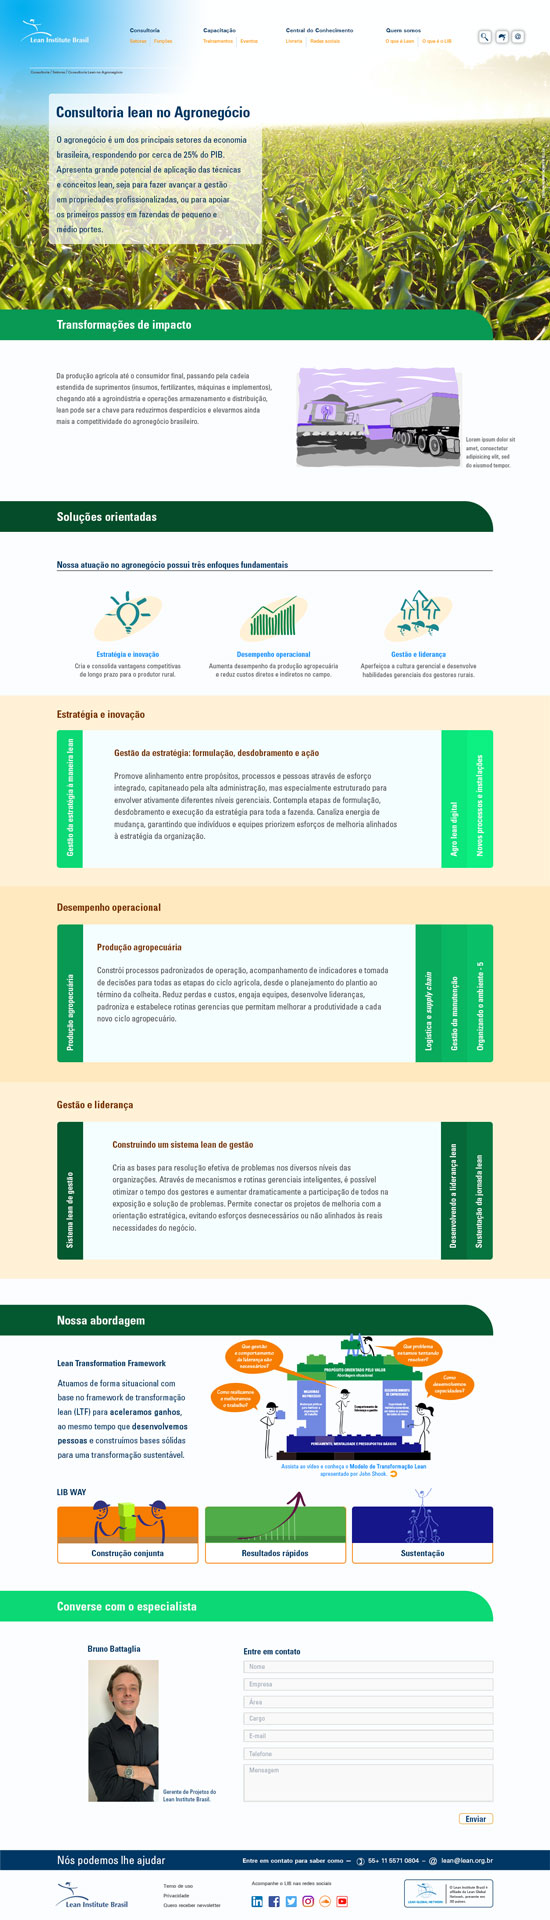 Lean Institute Brasil
Consultoria
Setores | Funções
Capacitação
Treinamentos | Eventos
Central do Conhecimento
Livraria | Redes sociais
Quem somos
O que é Lean | O que é o LIB
Consultoria / Setores / Consultoria Lean no Agronegócio
Consultoria lean no Agronegócio
O agronegócio é um dos principais setores da economia
brasileira, respondendo por cerca de 25% do PIB.
Apresenta grande potencial de aplicação das técnicas
e conceitos lean, seja para fazer avançar a gestão
em propriedades profissionalizadas, ou para apoiar
os primeiros passos em fazendas de pequeno e
médio portes.
Transformações de impacto
Da produção agrícola até o consumidor final, passando pela cadeia
estendida de suprimentos (insumos, fertilizantes, máquinas e implementos),
chegando até a agroindústria e operações armazenamento e distribuição,
lean pode ser a chave para reduzirmos desperdícios e elevarmos ainda
mais a competitividade do agronegócio brasileiro.
Lorem ipsum dolor sit
amet, consectetur
adipisicing elit, sed
do eiusmod tempor.
Soluções orientadas
Nossa atuação no agronegócio possui três enfoques fundamentais
Estratégia e inovação
Cria e consolida vantagens competitivas
de longo prazo para o produtor rural.
Desempenho operacional
Aumenta desempenho da produção agropecuária
e reduz custos diretos e indiretos no campo.
Gestão e liderança
Aperfeiçoa a cultura gerencial e desenvolve
habilidades gerenciais dos gestores rurais.
Estratégia e inovação
Gestão da estratégia à maneira lean
Gestão da estratégia: formulação, desdobramento e ação
Promove alinhamento entre propósitos, processos e pessoas através de esforço
integrado, capitaneado pela alta administração, mas especialmente estruturado para
envolver ativamente diferentes níveis gerenciais. Contempla etapas de formulação,
desdobramento e execução da estratégia para toda a fazenda. Canaliza energia de
mudança, garantindo que indivíduos e equipes priorizem esforços de melhoria alinhados
à estratégia da organização.
Agro lean digital
Novos processos e instalações
Desempenho operacional
Produção agropecuária
Produção agropecuária
Constrói processos padronizados de operação, acompanhamento de indicadores e tomada
de decisões para todas as etapas do ciclo agrícola, desde o planejamento do plantio ao
término da colheita. Reduz perdas e custos, engaja equipes, desenvolve lideranças,
padroniza e estabelece rotinas gerencias que permitam melhorar a produtividade a cada
novo ciclo agropecuário.
Logística e supply chain
Gestão da manutenção
Organizando o ambiente - 5
Gestão e liderança
Sistema lean de gestão
Construindo um sistema lean de gestão
Cria as bases para resolução efetiva de problemas nos diversos níveis das
organizações. Através de mecanismos e rotinas gerenciais inteligentes, é possível
otimizar o tempo dos gestores e aumentar dramaticamente a participação de todos na
exposição e solução de problemas. Permite conectar os projetos de melhoria com a
orientação estratégica, evitando esforços desnecessários ou não alinhados às reais
necessidades do negócio.
Desenvolvendo a liderança lean
Sustentação da jornada lean
Nossa abordagem
Lean Transformation Framework
Atuamos de forma situacional com
base no framework de transformação
lean (LTF) para aceleramos ganhos,
ao mesmo tempo que desenvolvemos
pessoas e construímos bases sólidas
para uma transformação sustentável.
Que gestão
e comportamentos
de liderança são
necessários?
Que problema
estamos tentando
resolver?
Como realizamos
e melhoramos
o trabalho?
Como
desenvolvemos
capacidades?
PROPÓSITO ORIENTADO PELO VALOR
Abordagem situacional
PENSAMENTO, MENTALIDADE E PRESSUPOSTOS BÁSICOS
Assista ao vídeo e conheça o Modelo de Transformação Lean
apresentado por John Shook.
LIB WAY
Construção conjunta
Resultados rápidos
Sustentação
Converse com o especialista
Bruno Battaglia
Gerente de Projetos do
Lean Institute Brasil.
Entre em contato
Nome
Empresa
Área
Cargo
E-mail
Telefone
Mensagem
Enviar
Nós podemos lhe ajudar
Entre em contato para saber como – 55+ 11 5571 0804 – @ lean@lean.org.br
Lean Institute Brasil
Temo de uso
Privacidade
Quero receber newsletter
Acompanhe o LIB nas redes sociais
LEAN GLOBAL NETWORK
O Lean Institute Brasil é
afiliado da Lean Global
Network, presente em
30 países.